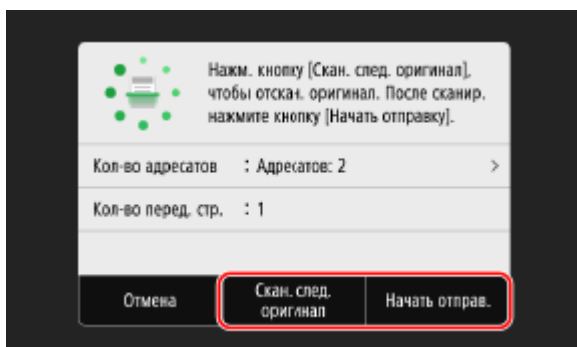 Нажм. кнопку [Скан. след. оригинал],
чтобы отскан. оригинал. После сканир.
нажмите кнопку [Начать отправку].
Кол-во адресатов : Адресатов: 2 >
Кол-во перед. стр. : 1
Отмена
Скан. след.
оригинал
Начать отправ.